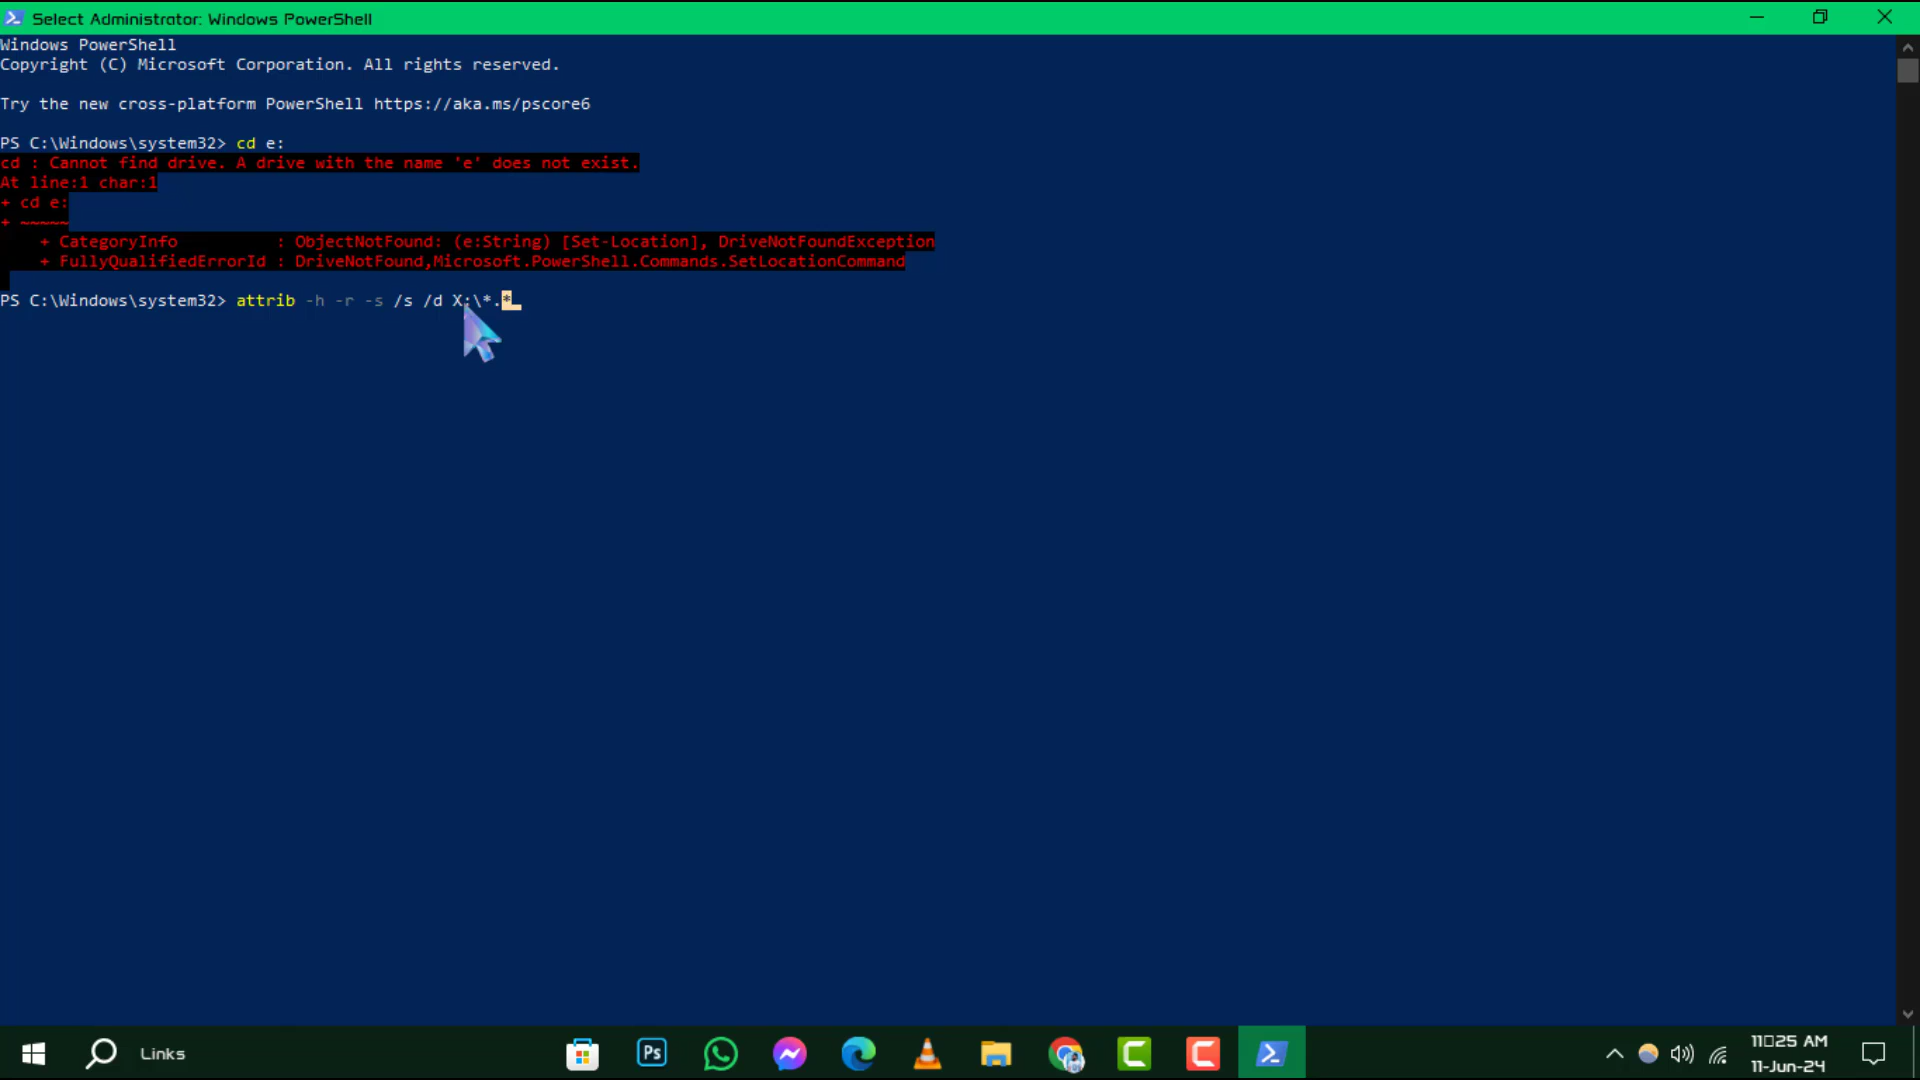 Select Administrator: Windows PowerShell
Windows PowerShell
Copyright (C) Microsoft Corporation. All rights reserved.
Try the new cross-platform PowerShell https://aka.ms/pscore6
PS C:\Windows\system32> cd e:
cd : Cannot find drive. A drive with the name 'e' does not exist.
At line:1 char:1
+ cd e:
+ ~~~~~
+ CategoryInfo : ObjectNotFound: (e:String) [Set-Location], DriveNotFoundException
+ FullyQualifiedErrorId : DriveNotFound,Microsoft.PowerShell.Commands.SetLocationCommand
PS C:\Windows\system32> attrib -h -r -s /s /d X:\*.*
Links
Ps
11▯25 AM
11-Jun-24